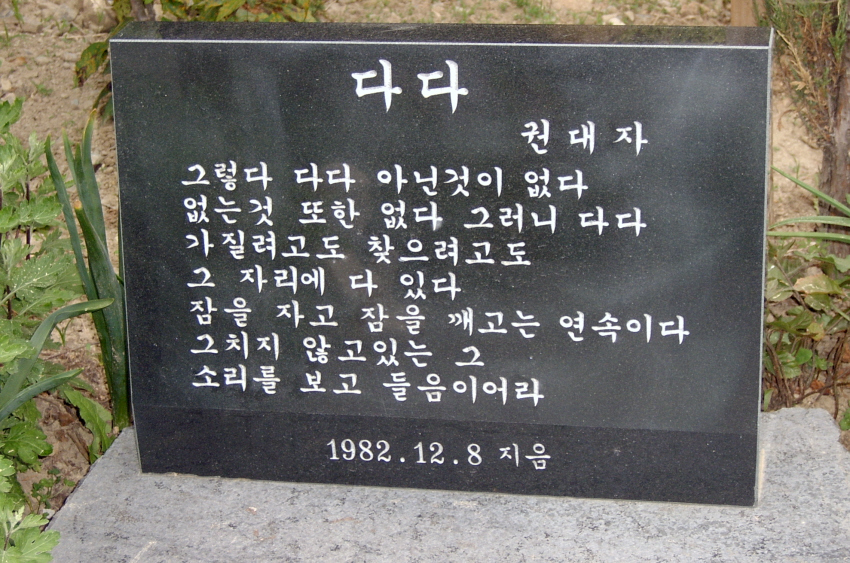 다다
권대자
그렇다 다다 아닌것이 없다
없는것 또한 없다 그러니 다다
가질려고도 찾으려고도
그 자리에 다 있다
잠을 자고 잠을 깨고는 연속이다
그치지 않고있는 그
소리를 보고 들음이어라
1982.12.8 지음